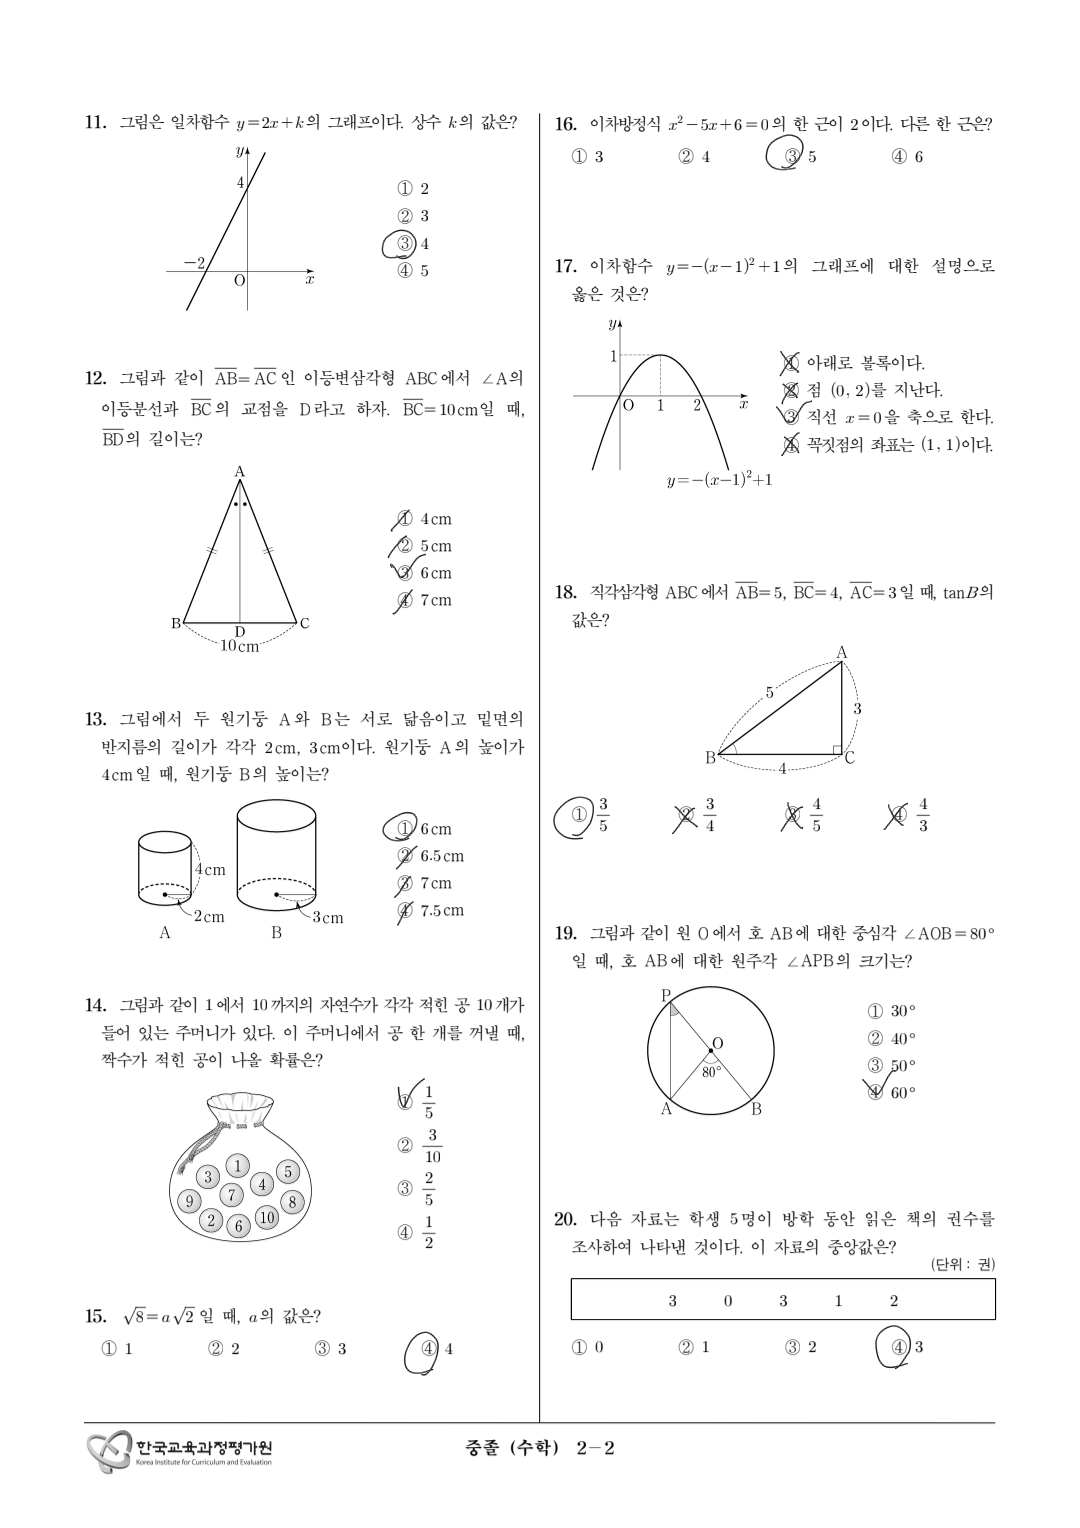 11. 그림은 일차함수 y=2x+k의 그래프이다. 상수 k의 값은?
y
4
-2
O
x
① 2
② 3
③ 4
④ 5
12. 그림과 같이 AB=AC인 이등변삼각형 ABC에서 ∠A의
이등분선과 BC의 교점을 D라고 하자. BC=10cm일 때,
BD의 길이는?
A
B
D
C
10cm
① 4cm
② 5cm
③ 6cm
④ 7cm
13. 그림에서 두 원기둥 A와 B는 서로 닮음이고 밑면의
반지름의 길이가 각각 2cm, 3cm이다. 원기둥 A의 높이가
4cm일 때, 원기둥 B의 높이는?
4cm
2cm
3cm
A
B
① 6cm
② 6.5cm
③ 7cm
④ 7.5cm
14. 그림과 같이 1에서 10까지의 자연수가 각각 적힌 공 10개가
들어 있는 주머니가 있다. 이 주머니에서 공 한 개를 꺼낼 때,
짝수가 적힌 공이 나올 확률은?
1
3
5
4
7
9
8
2
6
10
① 1/5
② 3/10
③ 2/5
④ 1/2
15. √8=a√2일 때, a의 값은?
① 1 ② 2 ③ 3 ④ 4
16. 이차방정식 x²-5x+6=0의 한 근이 2이다. 다른 한 근은?
① 3 ② 4 ③ 5 ④ 6
17. 이차함수 y=-(x-1)²+1의 그래프에 대한 설명으로
옳은 것은?
y
1
O 1 2 x
y=-(x-1)²+1
① 아래로 볼록이다.
② 점 (0, 2)를 지난다.
③ 직선 x=0을 축으로 한다.
④ 꼭짓점의 좌표는 (1, 1)이다.
18. 직각삼각형 ABC에서 AB=5, BC=4, AC=3일 때, tanB의
값은?
A
5
3
B
C
4
① 3/5 ② 3/4 ③ 4/5 ④ 4/3
19. 그림과 같이 원 O에서 호 AB에 대한 중심각 ∠AOB=80°
일 때, 호 AB에 대한 원주각 ∠APB의 크기는?
P
O
80°
A
B
① 30°
② 40°
③ 50°
④ 60°
20. 다음 자료는 학생 5명이 방학 동안 읽은 책의 권수를
조사하여 나타낸 것이다. 이 자료의 중앙값은?
(단위 : 권)
3 0 3 1 2
① 0 ② 1 ③ 2 ④ 3
한국교육과정평가원
Korea Institute for Curriculum and Evaluation
중졸 (수학) 2-2